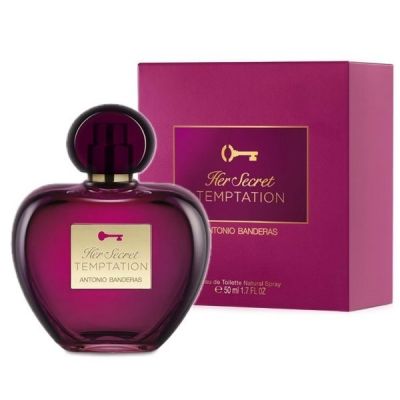 Her Secret
TEMPTATION
ANTONIO BANDERAS
Her Secret
TEMPTATION
ANTONIO BANDERAS
Eau de Toilette Natural Spray
℮ 50 ml 1.7 FL OZ